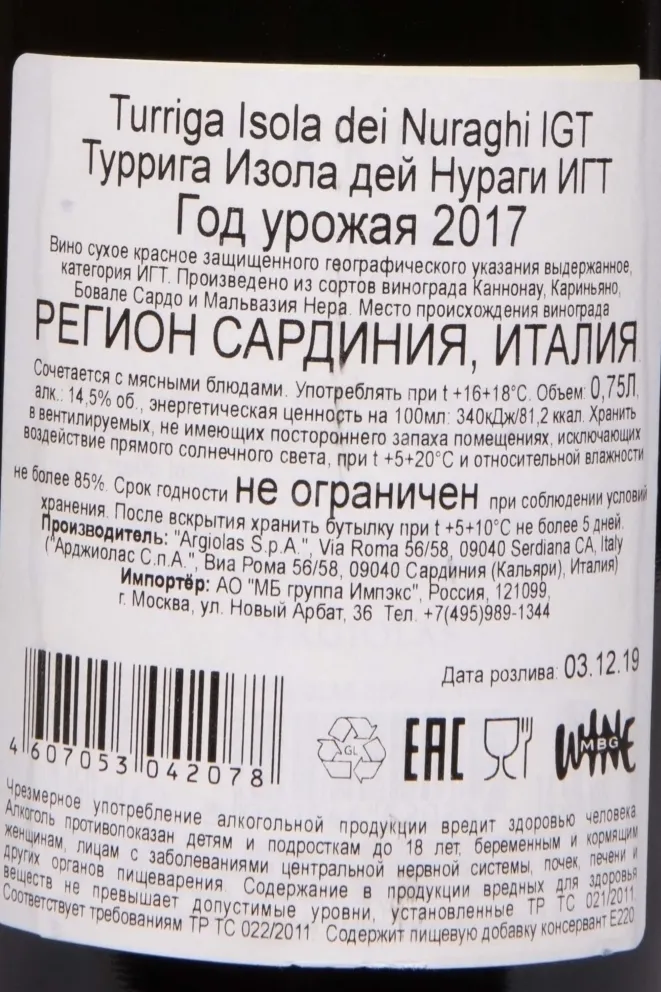 Turriga Isola dei Nuraghi IGT
Туррига Изола дей Нураги ИГТ
Год урожая 2017
Вино сухое красное защищенного географического указания выдержанное,
категория ИГТ. Произведено из сортов винограда Каннонау, Кариньяно,
Бовале Сардо и Мальвазия Нера. Место происхождения винограда
РЕГИОН САРДИНИЯ, ИТАЛИЯ.
Сочетается с мясными блюдами. Употреблять при t +16+18°С. Объем: 0,75Л,
алк.: 14,5% об., энергетическая ценность на 100мл: 340кДж/81,2 ккал. Хранить
в вентилируемых, не имеющих постороннего запаха помещениях, исключающих
воздействие прямого солнечного света, при t +5+20°С и относительной влажности
не более 85%. Срок годности не ограничен при соблюдении условий
хранения. После вскрытия хранить бутылку при t +5+10°С не более 5 дней.
Производитель: "Argiolas S.p.A.", Via Roma 56/58, 09040 Serdiana CA, Italy
("Арджиолас С.п.А.", Виа Рома 56/58, 09040 Сардиния (Кальяри), Италия)
Импортёр: АО "МБ группа Импэкс", Россия, 121099,
г. Москва, ул. Новый Арбат, 36 Тел. +7(495)989-1344
Дата розлива: 03.12.19
4 607053 042078
GL
EAC
WINE
MBG
Чрезмерное употребление алкогольной продукции вредит здоровью человека.
Алкоголь противопоказан детям и подросткам до 18 лет, беременным и кормящим
женщинам, лицам с заболеваниями центральной нервной системы, почек, печени и
других органов пищеварения. Содержание в продукции вредных для здоровья
веществ не превышает допустимые уровни, установленные ТР ТС 021/2011
Соответствует требованиям ТР ТС 022/2011 Содержит пищевую добавку консервант Е220